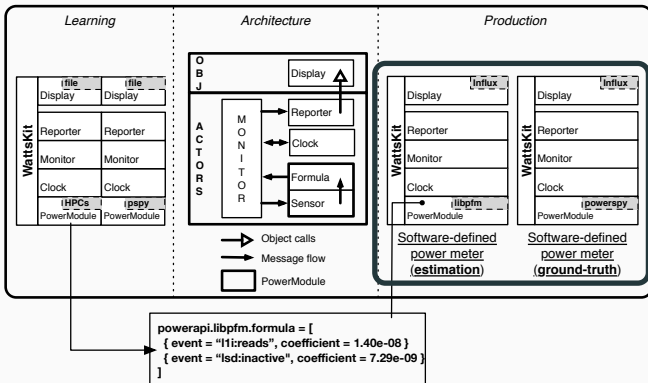 Learning
Architecture
Production
WattsKit
file
file
Display
Display
Reporter
Reporter
Monitor
Monitor
Clock
Clock
HPCs
pspy
PowerModule
PowerModule
OBJ
ACTORS
MONITOR
Display
Reporter
Clock
Formula
Sensor
Object calls
Message flow
PowerModule
WattsKit
Influx
Display
Reporter
Monitor
Clock
libpfm
PowerModule
Software-defined
power meter
(estimation)
WattsKit
Influx
Display
Reporter
Monitor
Clock
powerspy
PowerModule
Software-defined
power meter
(ground-truth)
powerapi.libpfm.formula = [
{ event = “l1i:reads”, coefficient = 1.40e-08 }
{ event = “lsd:inactive", coefficient = 7.29e-09 }
]